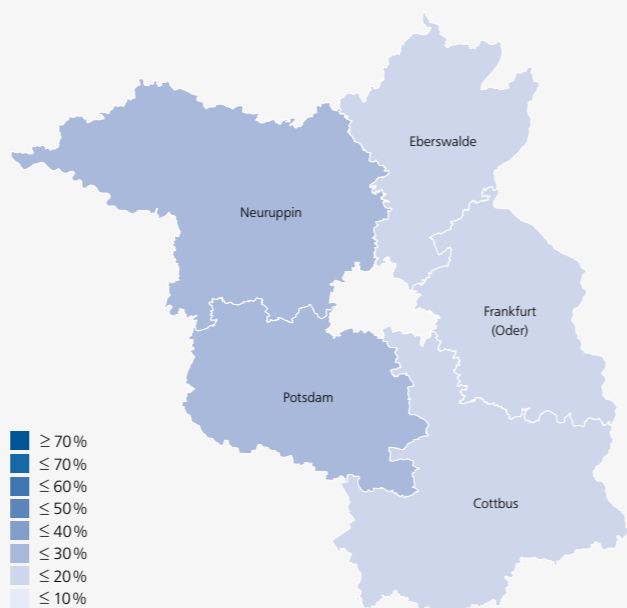 Eberswalde
Neuruppin
Frankfurt
(Oder)
Potsdam
Cottbus
≥ 70 %
≤ 70 %
≤ 60 %
≤ 50 %
≤ 40 %
≤ 30 %
≤ 20 %
≤ 10 %